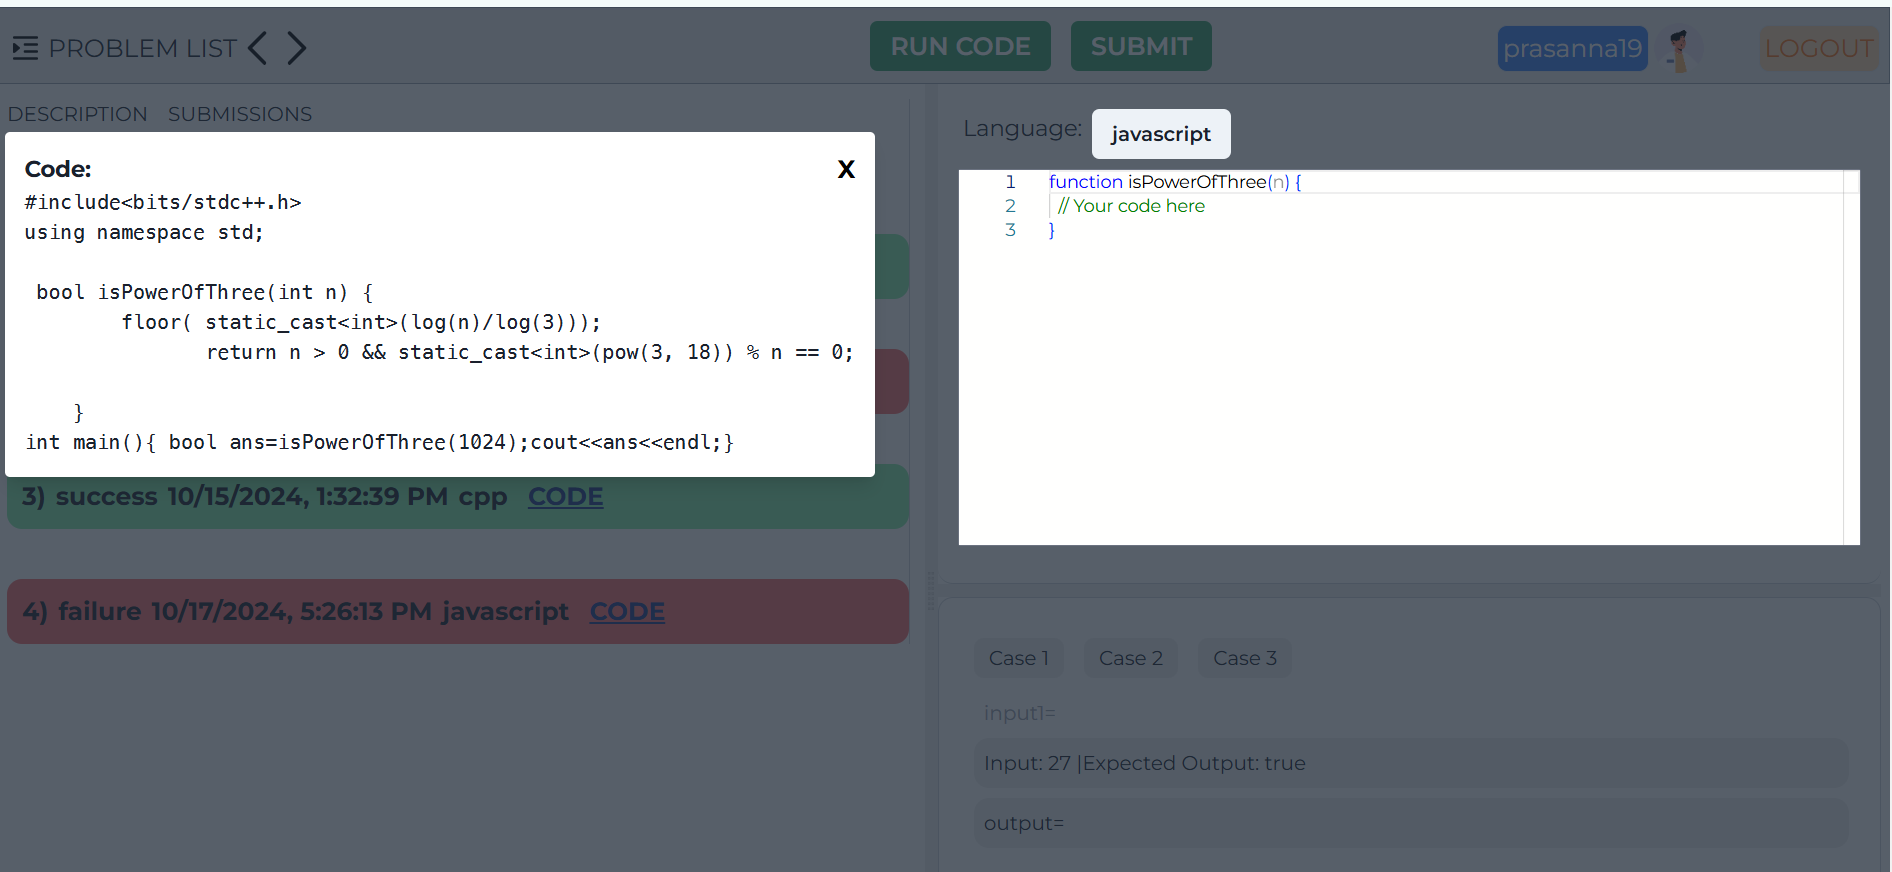 PROBLEM LIST
RUN CODE
SUBMIT
prasanna19
LOGOUT
DESCRIPTION SUBMISSIONS
Code:
X
#include<bits/stdc++.h>
using namespace std;
bool isPowerOfThree(int n) {
floor( static_cast<int>(log(n)/log(3)));
return n > 0 && static_cast<int>(pow(3, 18)) % n == 0;
}
int main(){ bool ans=isPowerOfThree(1024);cout<<ans<<endl;}
3) success 10/15/2024, 1:32:39 PM cpp CODE
4) failure 10/17/2024, 5:26:13 PM javascript CODE
Language: javascript
1 function isPowerOfThree(n) {
2 // Your code here
3 }
Case 1 Case 2 Case 3
input1=
Input: 27 |Expected Output: true
output=